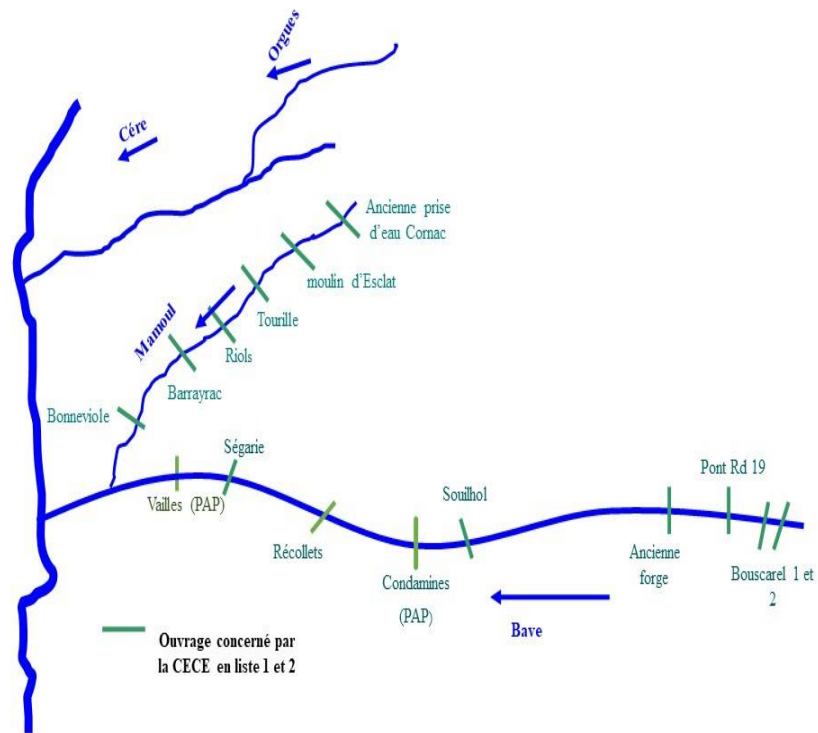 Orgues
Cére
Ancienne prise
d'eau Cornac
moulin d'Esclat
Tourille
Mamoul
Riols
Barrayrac
Bonneviole
Ségarie
Vailles (PAP)
Souilhol
Pont Rd 19
Récollets
Condamines
(PAP)
Ancienne
forge
Bouscarel 1 et
2
Bave
Ouvrage concerné par
la CECE en liste 1 et 2